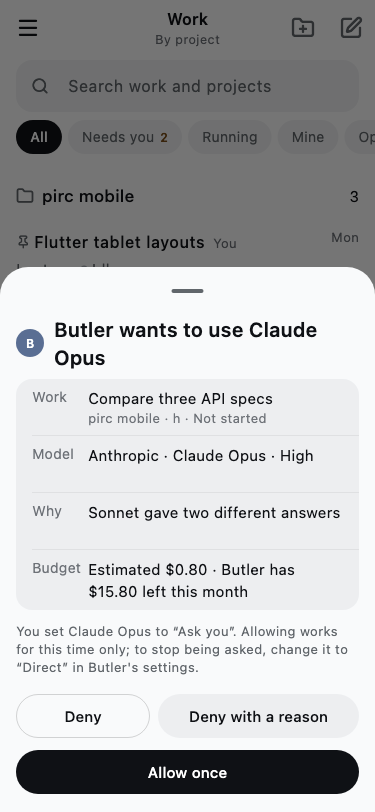 Work
By project
Search work and projects
All
Needs you 2
Running
Mine
Op
pirc mobile
3
Flutter tablet layouts You
Mon
B
Butler wants to use Claude
Opus
Work
Compare three API specs
pirc mobile · h · Not started
Model
Anthropic · Claude Opus · High
Why
Sonnet gave two different answers
Budget
Estimated $0.80 · Butler has
$15.80 left this month
You set Claude Opus to “Ask you”. Allowing works
for this time only; to stop being asked, change it to
“Direct” in Butler's settings.
Deny
Deny with a reason
Allow once